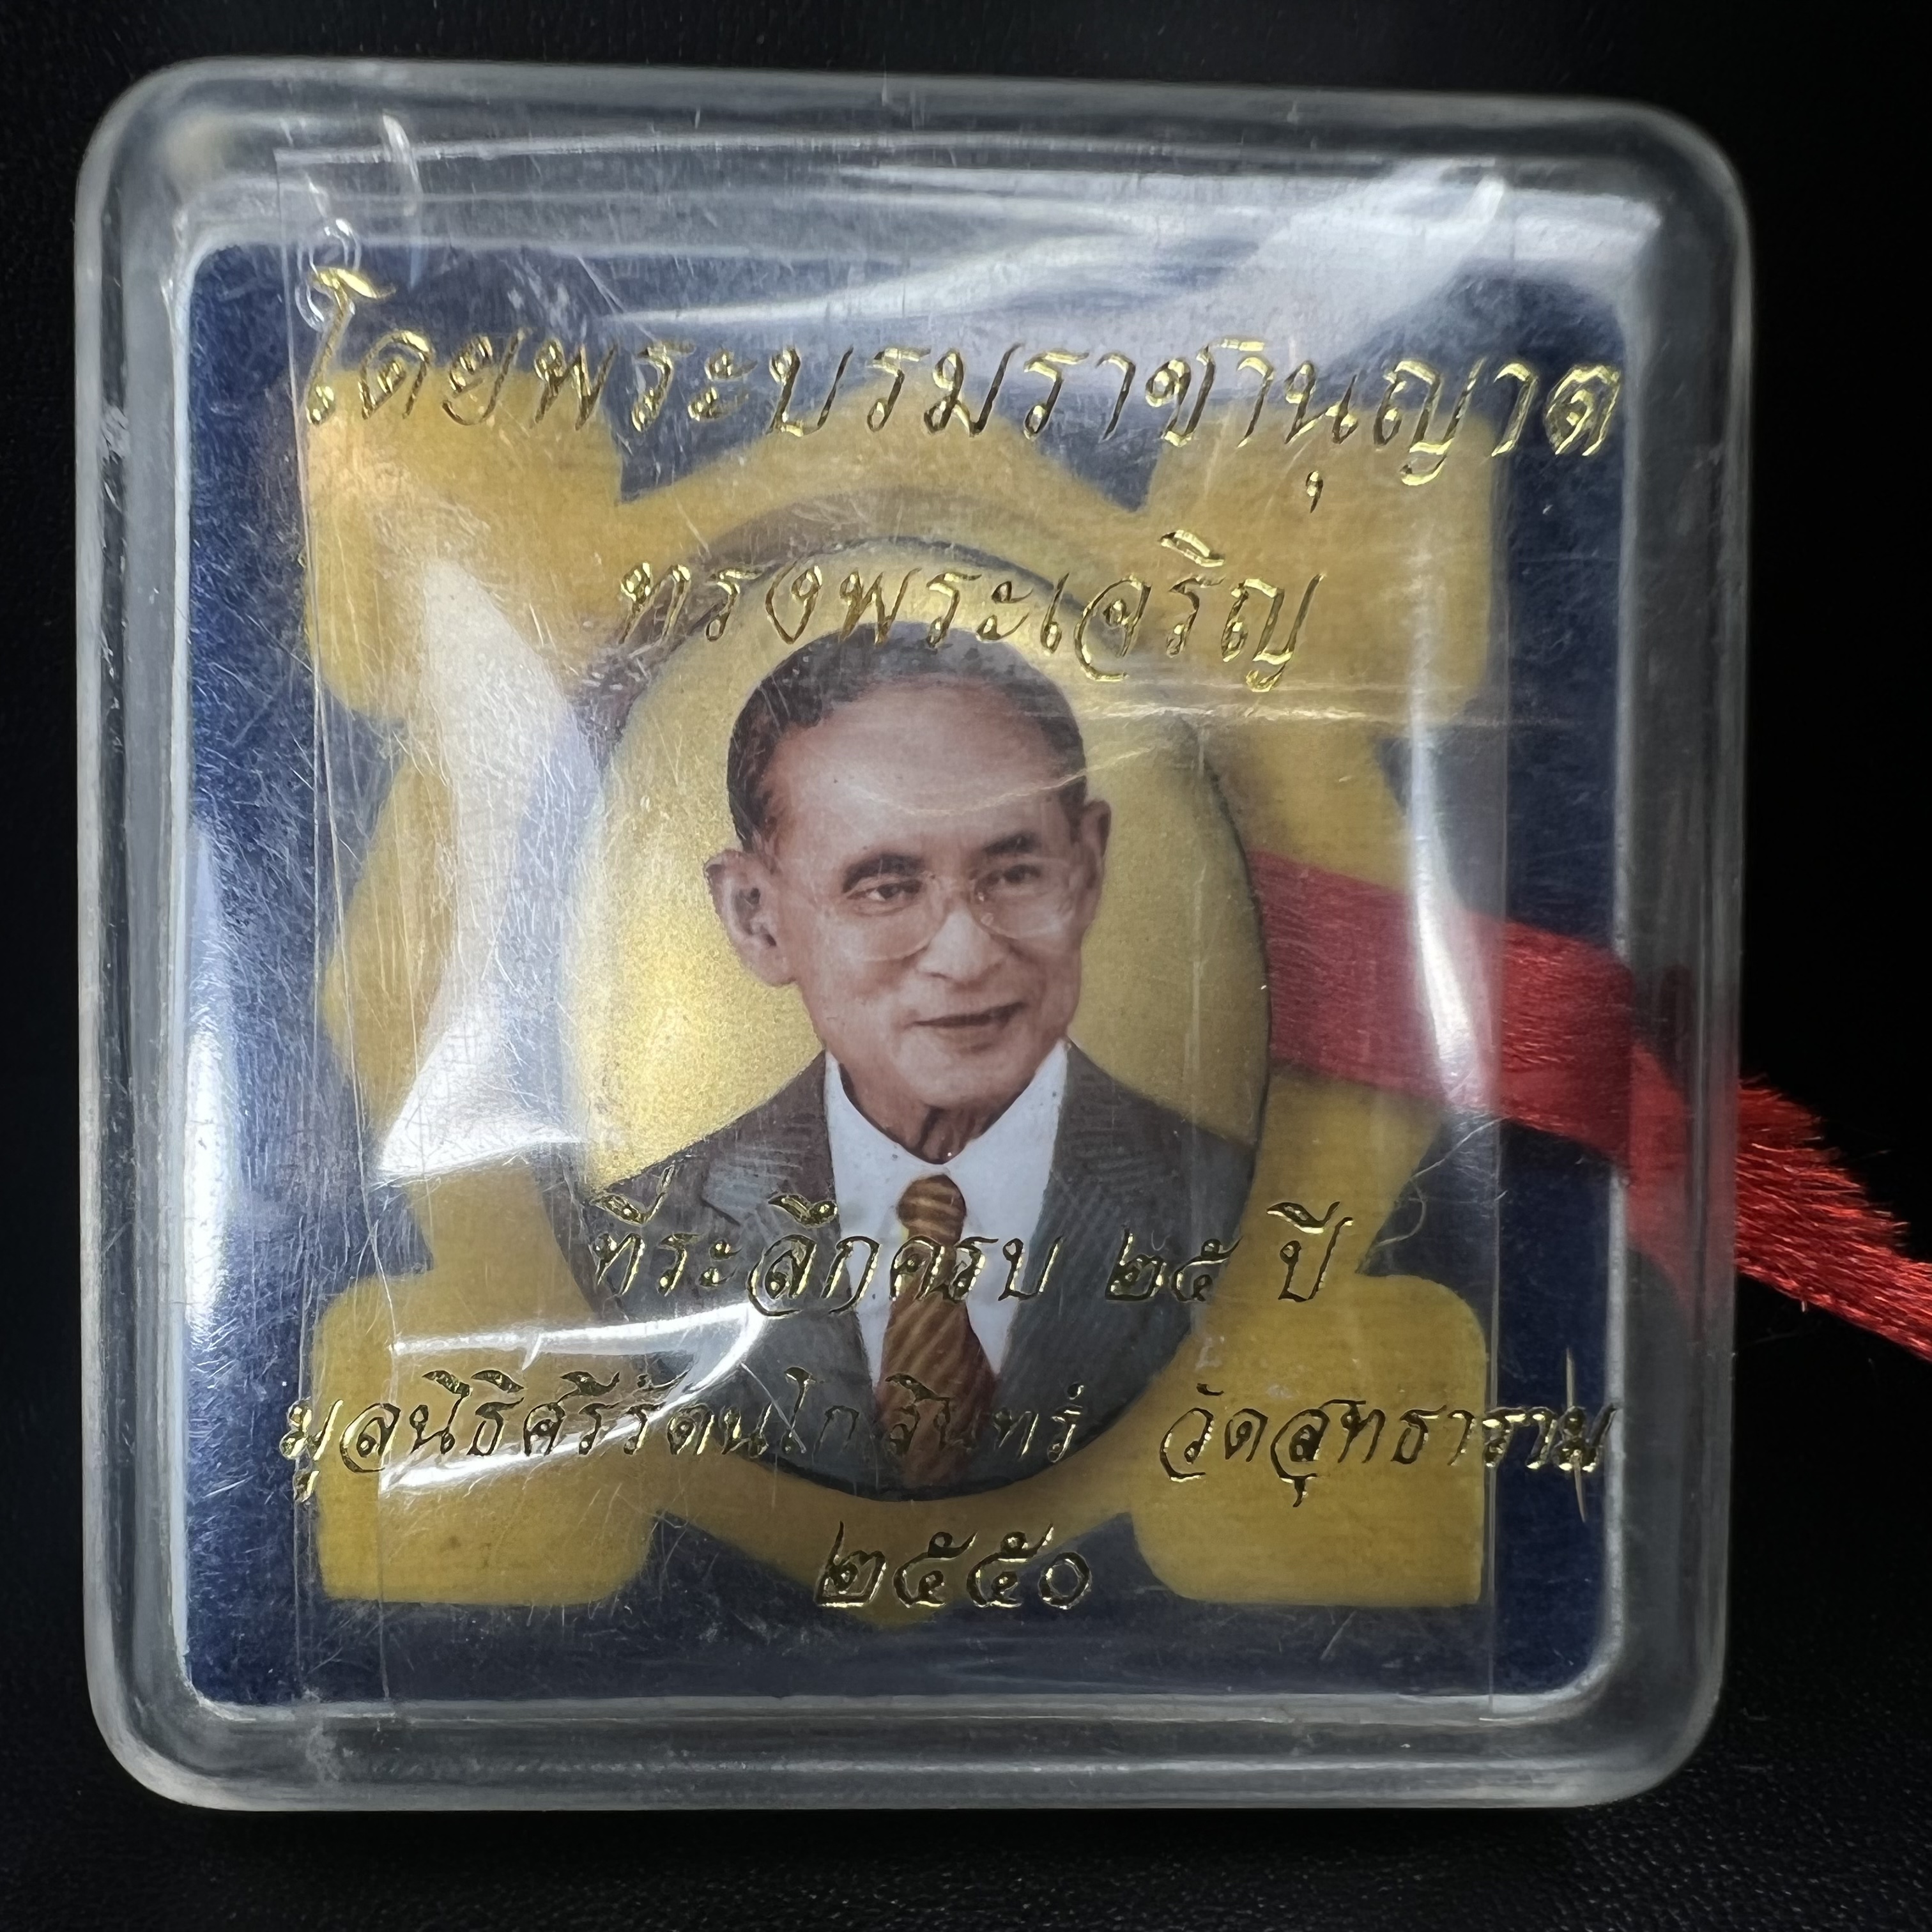 โดยพระบรมราชานุญาต
ทรงพระเจริญ
ที่ระลึกครบ ๒๕ ปี
มูลนิธิศิริรัตนโกสินทร์ วัดสุทธาราม
๒๕๕๐